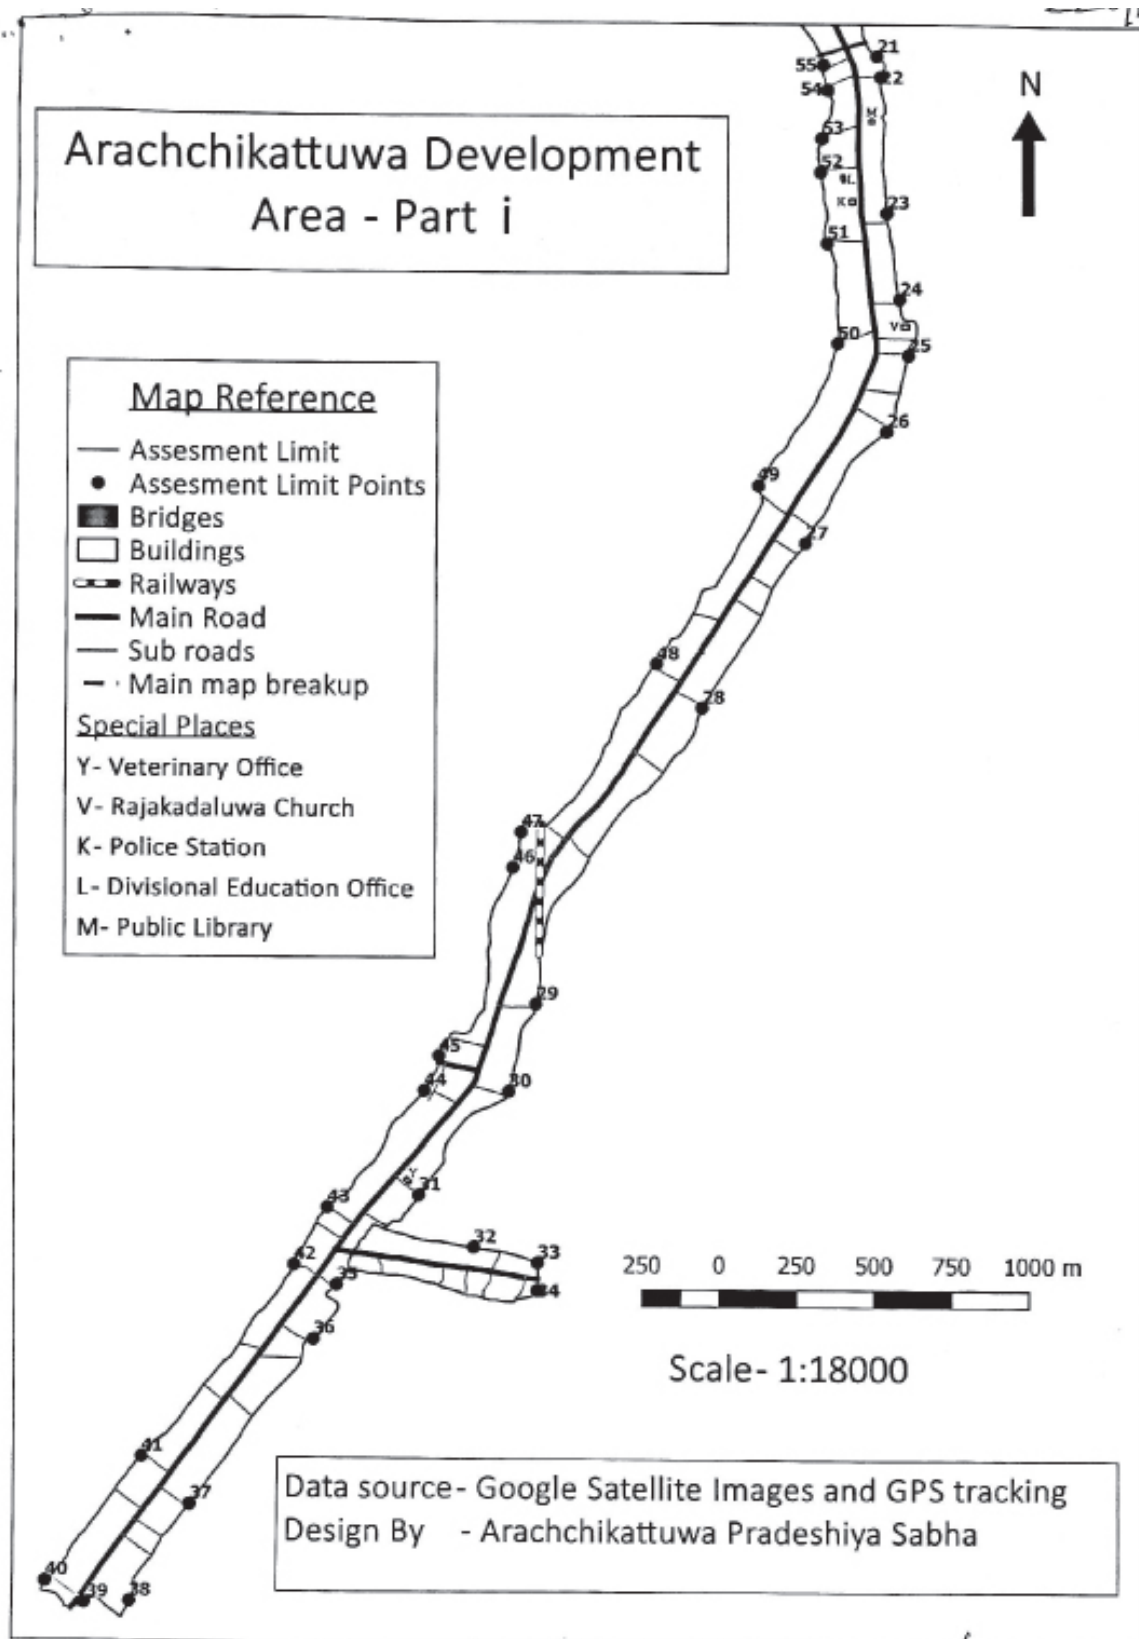 Arachchikattuwa Development
Area - Part i
N
Map Reference
Assesment Limit
Assesment Limit Points
Bridges
Buildings
Railways
Main Road
Sub roads
Main map breakup
Special Places
Y- Veterinary Office
V- Rajakadaluwa Church
K- Police Station
L- Divisional Education Office
M- Public Library
21
55
22
54
M
53
52
L
K
23
51
24
V
50
25
26
49
27
48
28
47
46
29
45
44
30
Y
31
43
32
33
42
35
34
36
41
37
40
39
38
250 0 250 500 750 1000 m
Scale- 1:18000
Data source- Google Satellite Images and GPS tracking
Design By - Arachchikattuwa Pradeshiya Sabha